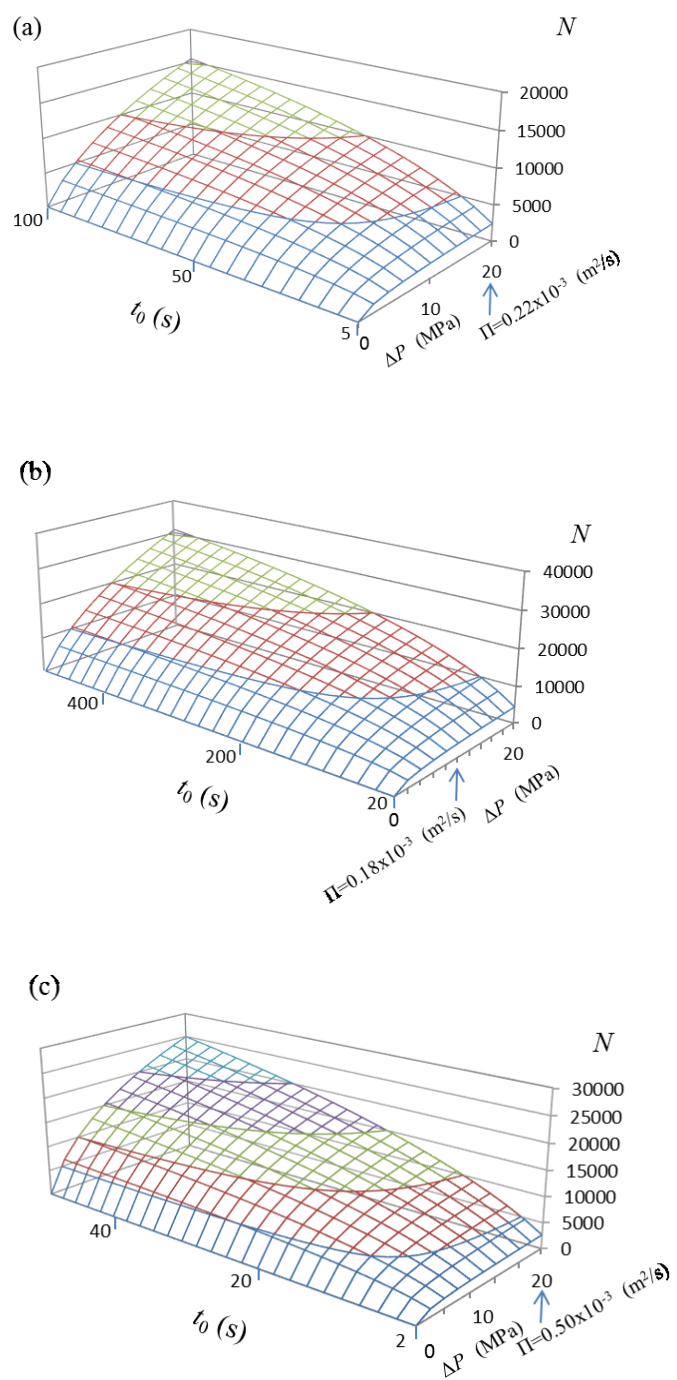 (a)
N
20000
15000
10000
5000
0
100
50
5
0
10
20
t₀ (s)
ΔP (MPa)
Π=0.22x10⁻³ (m²/s)
(b)
N
40000
30000
20000
10000
0
400
200
20
0
20
t₀ (s)
ΔP (MPa)
Π=0.18x10⁻³ (m²/s)
(c)
N
30000
25000
20000
15000
10000
5000
0
40
20
2
0
10
20
t₀ (s)
ΔP (MPa)
Π=0.50x10⁻³ (m²/s)